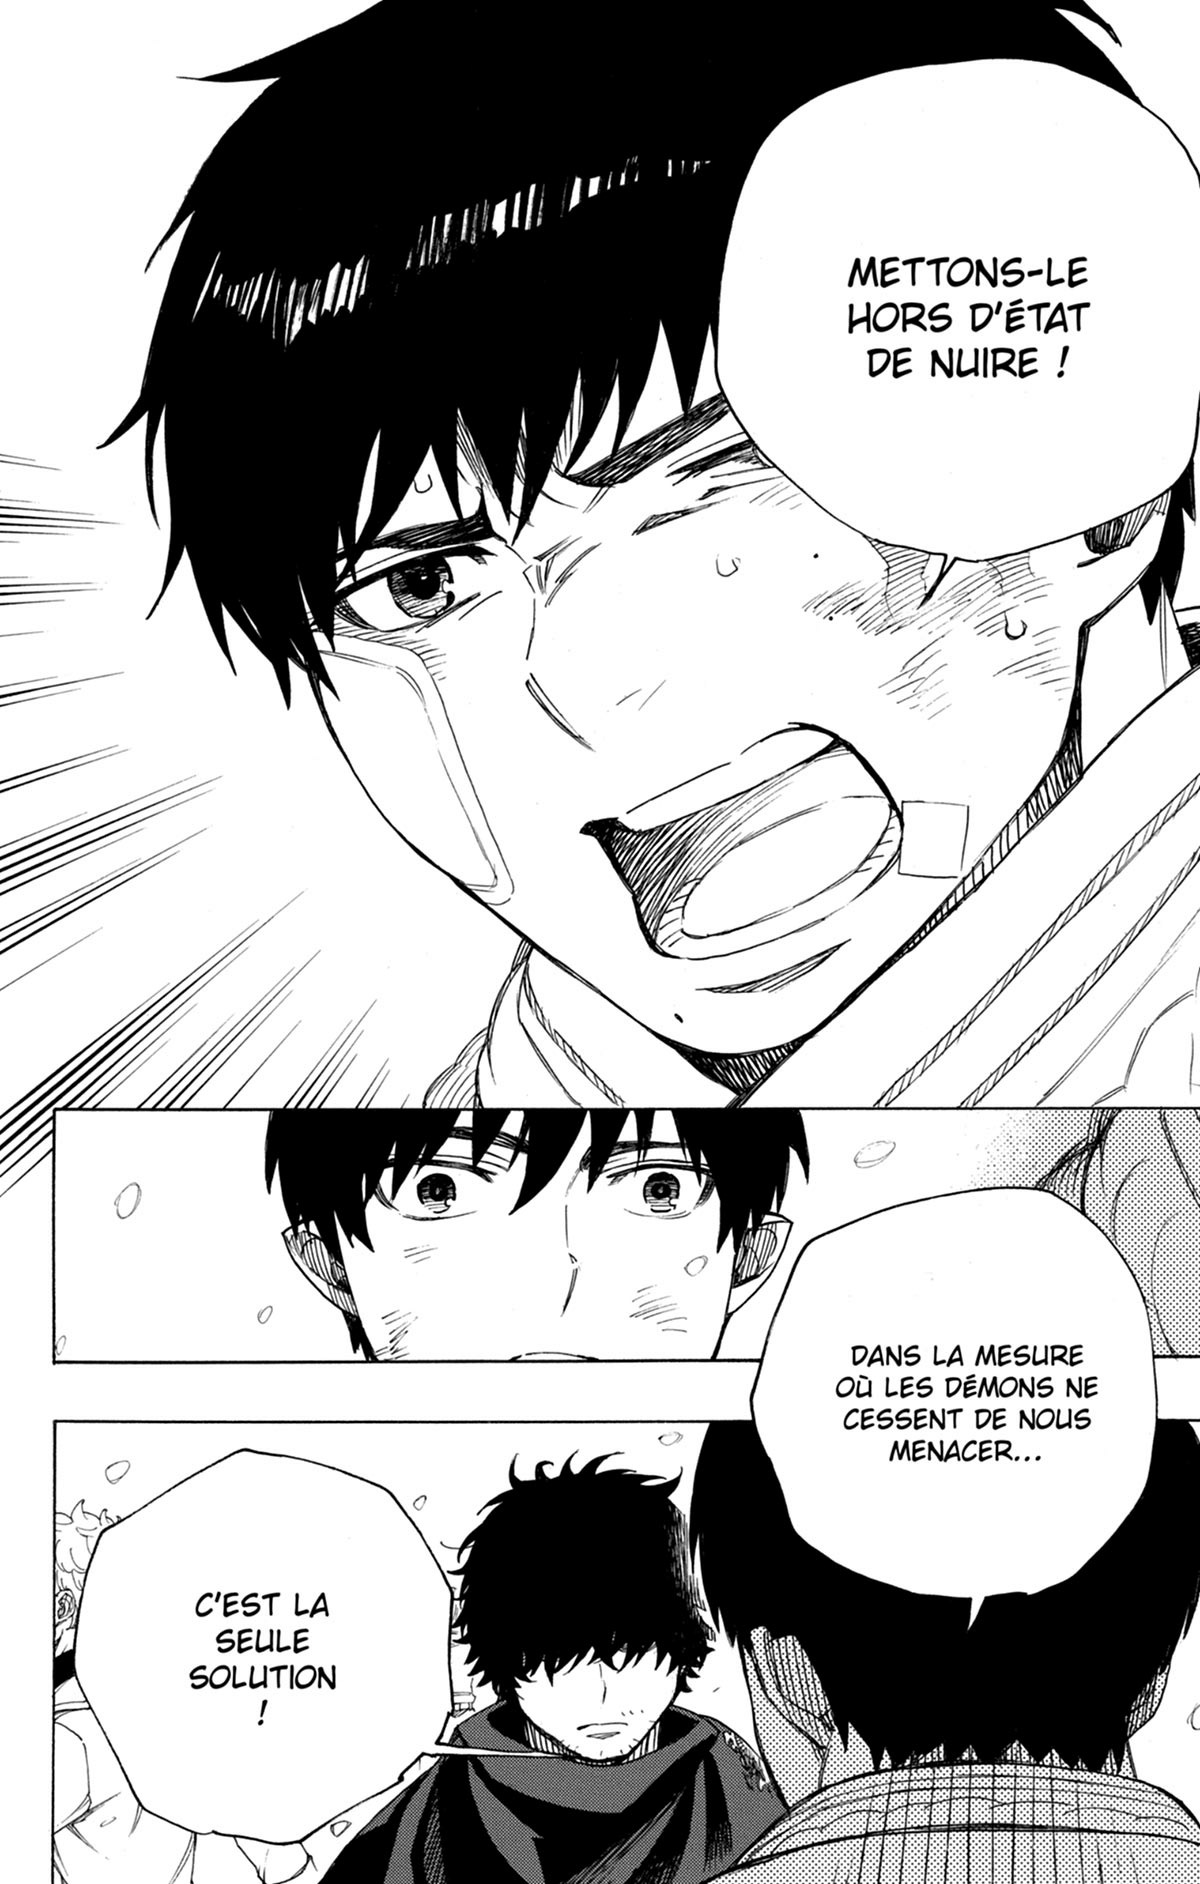 METTONS-LE
HORS D'ÉTAT
DE NUIRE !
DANS LA MESURE
OÙ LES DÉMONS NE
CESSENT DE NOUS
MENACER...
C'EST LA
SEULE
SOLUTION
!